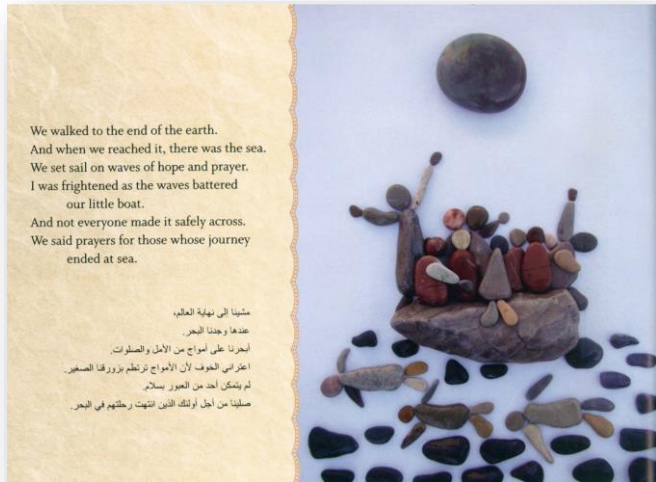 We walked to the end of the earth.
And when we reached it, there was the sea.
We set sail on waves of hope and prayer.
I was frightened as the waves battered
our little boat.
And not everyone made it safely across.
We said prayers for those whose journey
ended at sea.
مشينا إلى نهاية العالم،
عندها وجدنا البحر.
أبحرنا على أمواج من الأمل والصلوات.
اعتراني الخوف لأن الأمواج ترتطم بزورقنا الصغير.
لم يتمكن أحد من العبور بسلام.
صلينا من أجل أولئك الذين انتهت رحلتهم في البحر.